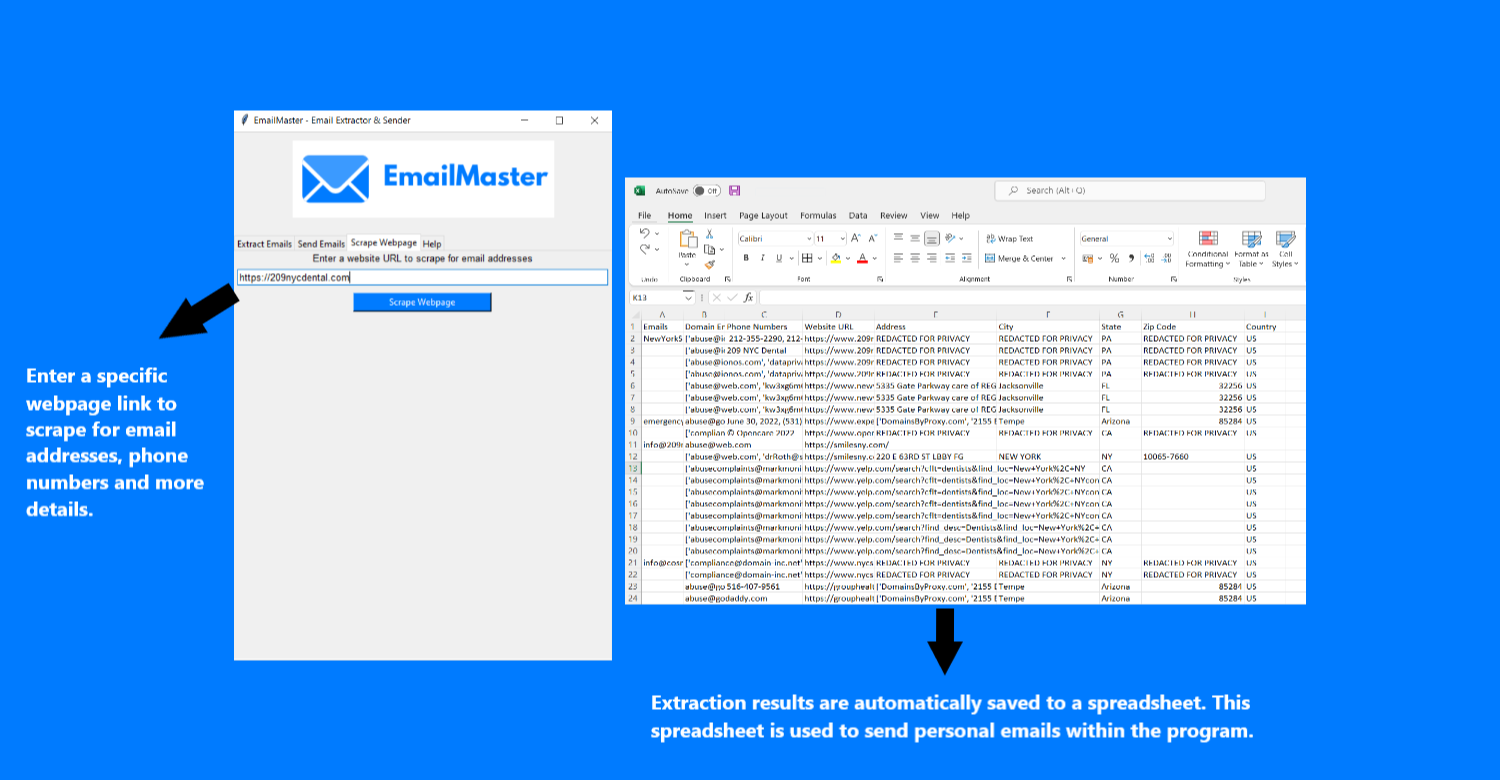 EmailMaster - Email Extractor & Sender
EmailMaster
Extract Emails Send Emails Scrape Webpage Help
Enter a website URL to scrape for email addresses
https://209nycdental.com
Scrape Webpage
Enter a specific
webpage link to
scrape for email
addresses, phone
numbers and more
details.
AutoSave Off
Search (Alt+Q)
File Home Insert Page Layout Formulas Data Review View Help
Calibri 11 Wrap Text General
Paste Merge & Center Conditional Formatting Format as Table Cell Styles
Undo Clipboard Font Alignment Number Styles
K13 fx
A B C D E F G H I
1 Emails Domain Er Phone Numbers Website URL Address City State Zip Code Country
2 NewYorkS ['abuse@ir 212-355-2290, 212- https://www.209r REDACTED FOR PRIVACY REDACTED FOR PRIVACY PA REDACTED FOR PRIVACY US
3 ['abuse@ir 209 NYC Dental https://www.209r REDACTED FOR PRIVACY REDACTED FOR PRIVACY PA REDACTED FOR PRIVACY US
4 ['abuse@ionos.com', 'datapriva https://www.209r REDACTED FOR PRIVACY REDACTED FOR PRIVACY PA REDACTED FOR PRIVACY US
5 ['abuse@ionos.com', 'datapriva https://www.209r REDACTED FOR PRIVACY REDACTED FOR PRIVACY PA REDACTED FOR PRIVACY US
6 ['abuse@web.com', 'kw3xg6m https://www.new 5335 Gate Parkway care of REG Jacksonville FL 32256 US
7 ['abuse@web.com', 'kw3xg6m https://www.new 5335 Gate Parkway care of REG Jacksonville FL 32256 US
8 ['abuse@web.com', 'kw3xg6m https://www.new 5335 Gate Parkway care of REG Jacksonville FL 32256 US
9 emergency abuse@go June 30, 2022, (531) https://www.expe ['DomainsByProxy.com', '2155 E Tempe Arizona 85284 US
10 ['complian © Opencare 2022 https://www.oper REDACTED FOR PRIVACY REDACTED FOR PRIVACY CA REDACTED FOR PRIVACY US
11 info@209r abuse@web.com https://smilesny.com/
12 ['abuse@web.com', 'drRoth@s https://smilesny.c 220 E 63RD ST LBBY FG NEW YORK NY 10065-7660 US
13 ['abusecomplaints@markmoni https://www.yelp.com/search?cflt=dentists&find_loc=New+York%2C+NY CA US
14 ['abusecomplaints@markmoni https://www.yelp.com/search?cflt=dentists&find_loc=New+York%2C+NYcon CA US
15 ['abusecomplaints@markmoni https://www.yelp.com/search?cflt=dentists&find_loc=New+York%2C+NYcon CA US
16 ['abusecomplaints@markmoni https://www.yelp.com/search?cflt=dentists&find_loc=New+York%2C+NYcon CA US
17 ['abusecomplaints@markmoni https://www.yelp.com/search?cflt=dentists&find_loc=New+York%2C+NYcon CA US
18 ['abusecomplaints@markmoni https://www.yelp.com/search?find_desc=Dentists&find_loc=New+York%2C+ CA US
19 ['abusecomplaints@markmoni https://www.yelp.com/search?find_desc=Dentists&find_loc=New+York%2C+ CA US
20 ['abusecomplaints@markmoni https://www.yelp.com/search?find_desc=Dentists&find_loc=New+York%2C+ CA US
21 info@cosr ['compliance@domain-inc.net' https://www.nycs REDACTED FOR PRIVACY REDACTED FOR PRIVACY NY REDACTED FOR PRIVACY US
22 ['compliance@domain-inc.net' https://www.nycs REDACTED FOR PRIVACY REDACTED FOR PRIVACY NY REDACTED FOR PRIVACY US
23 abuse@go 516-407-9561 https://grouphealt ['DomainsByProxy.com', '2155 E Tempe Arizona 85284 US
24 abuse@godaddy.com https://grouphealt ['DomainsByProxy.com', '2155 E Tempe Arizona 85284 US
Extraction results are automatically saved to a spreadsheet. This
spreadsheet is used to send personal emails within the program.